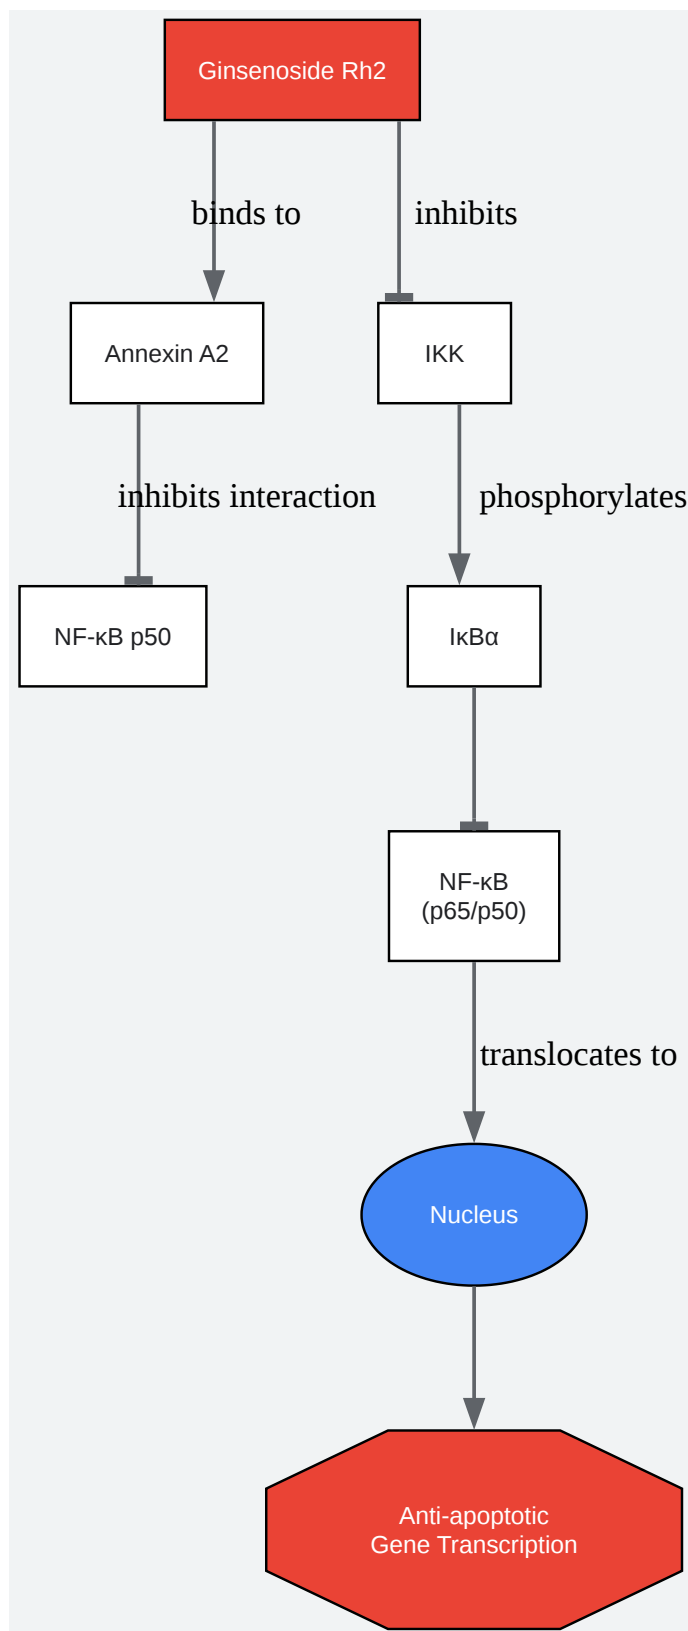 Ginsenoside Rh2
binds to
inhibits
Annexin A2
IKK
inhibits interaction
phosphorylates
NF-κB p50
IκBα
NF-κB
(p65/p50)
translocates to
Nucleus
Anti-apoptotic
Gene Transcription